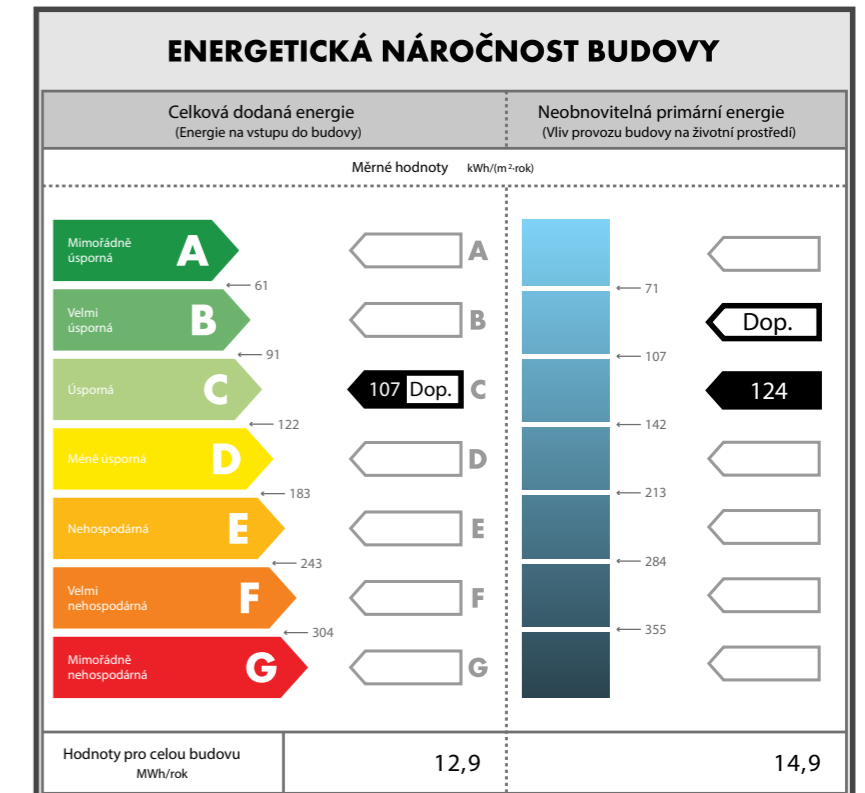 ENERGETICKÁ NÁROČNOST BUDOVY
Celková dodaná energie
(Energie na vstupu do budovy)
Neobnovitelná primární energie
(Vliv provozu budovy na životní prostředí)
Měrné hodnoty kWh/(m²·rok)
Mimořádně
úsporná
A
A
61
71
Velmi
úsporná
B
B
Dop.
91
107
Úsporná
C
107 Dop.
C
124
122
142
Méně úsporná
D
D
183
213
Nehospodárná
E
E
243
284
Velmi
nehospodárná
F
F
304
355
Mimořádně
nehospodárná
G
G
Hodnoty pro celou budovu
MWh/rok
12,9
14,9